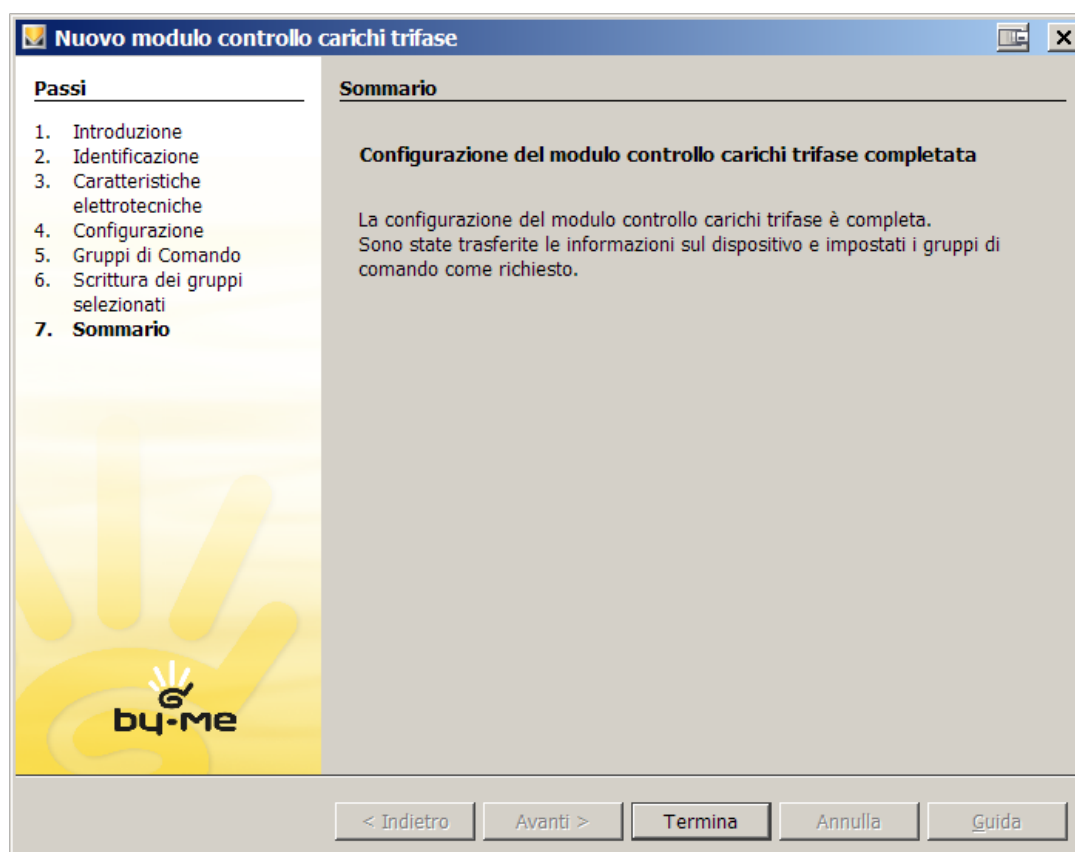 Nuovo modulo controllo carichi trifase
Passi
1. Introduzione
2. Identificazione
3. Caratteristiche
elettrotecniche
4. Configurazione
5. Gruppi di Comando
6. Scrittura dei gruppi
selezionati
7. Sommario
by-me
Sommario
Configurazione del modulo controllo carichi trifase completata
La configurazione del modulo controllo carichi trifase è completa.
Sono state trasferite le informazioni sul dispositivo e impostati i gruppi di
comando come richiesto.
< Indietro Avanti > Termina Annulla Guida